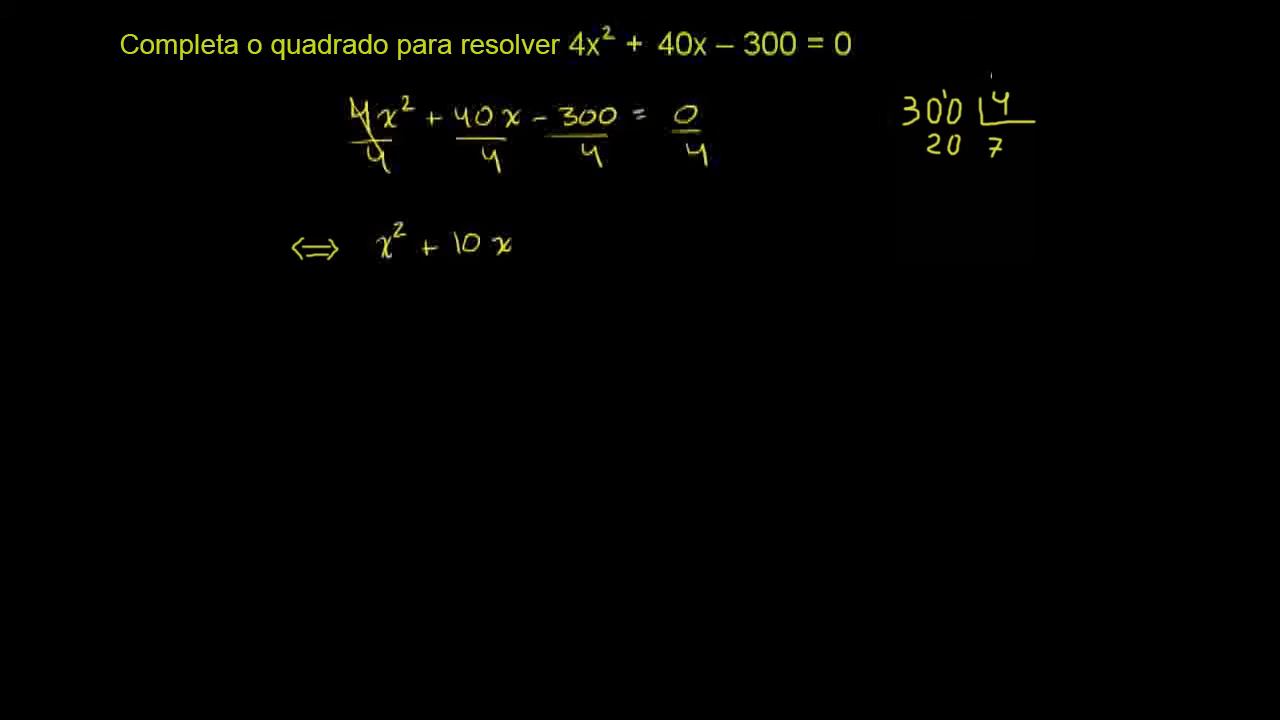 Completa o quadrado para resolver 4x² + 40x – 300 = 0
4x²/4 + 40x/4 - 300/4 = 0/4
300 4
20 7
⟺ x² + 10x